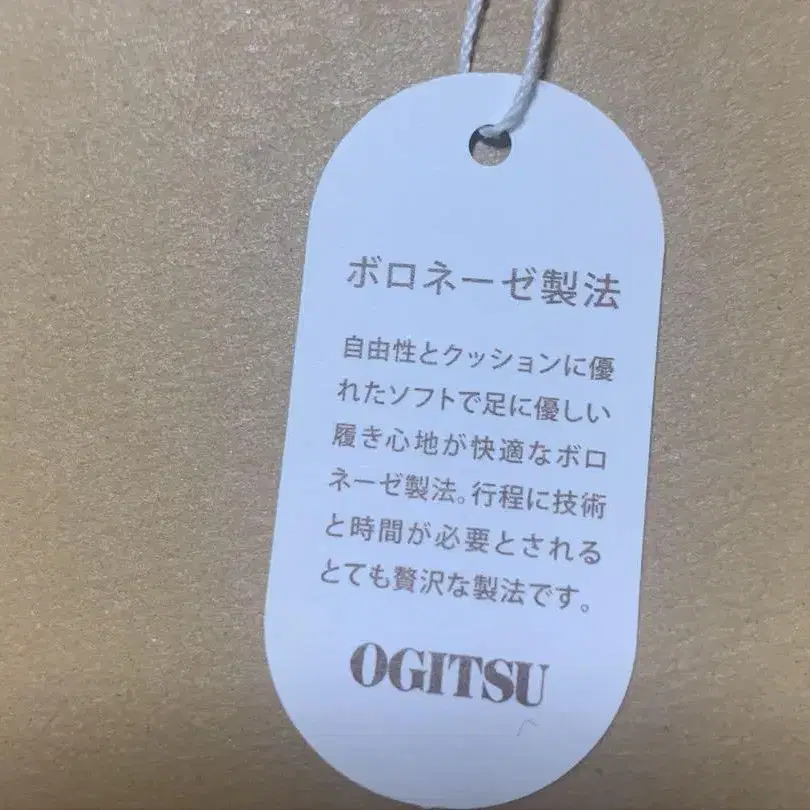 ボロネーゼ製法
自由性とクッションに優
れたソフトで足に優しい
履き心地が快適なボロ
ネーゼ製法。行程に技術
と時間が必要とされる
とても贅沢な製法です。
OGITSU